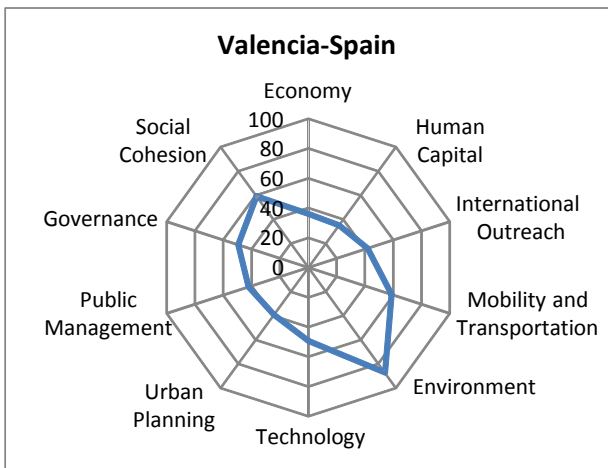 Valencia-Spain
Economy
Human
Capital
International
Outreach
Mobility and
Transportation
Environment
Technology
Urban
Planning
Public
Management
Governance
Social
Cohesion
100
80
60
40
20
0